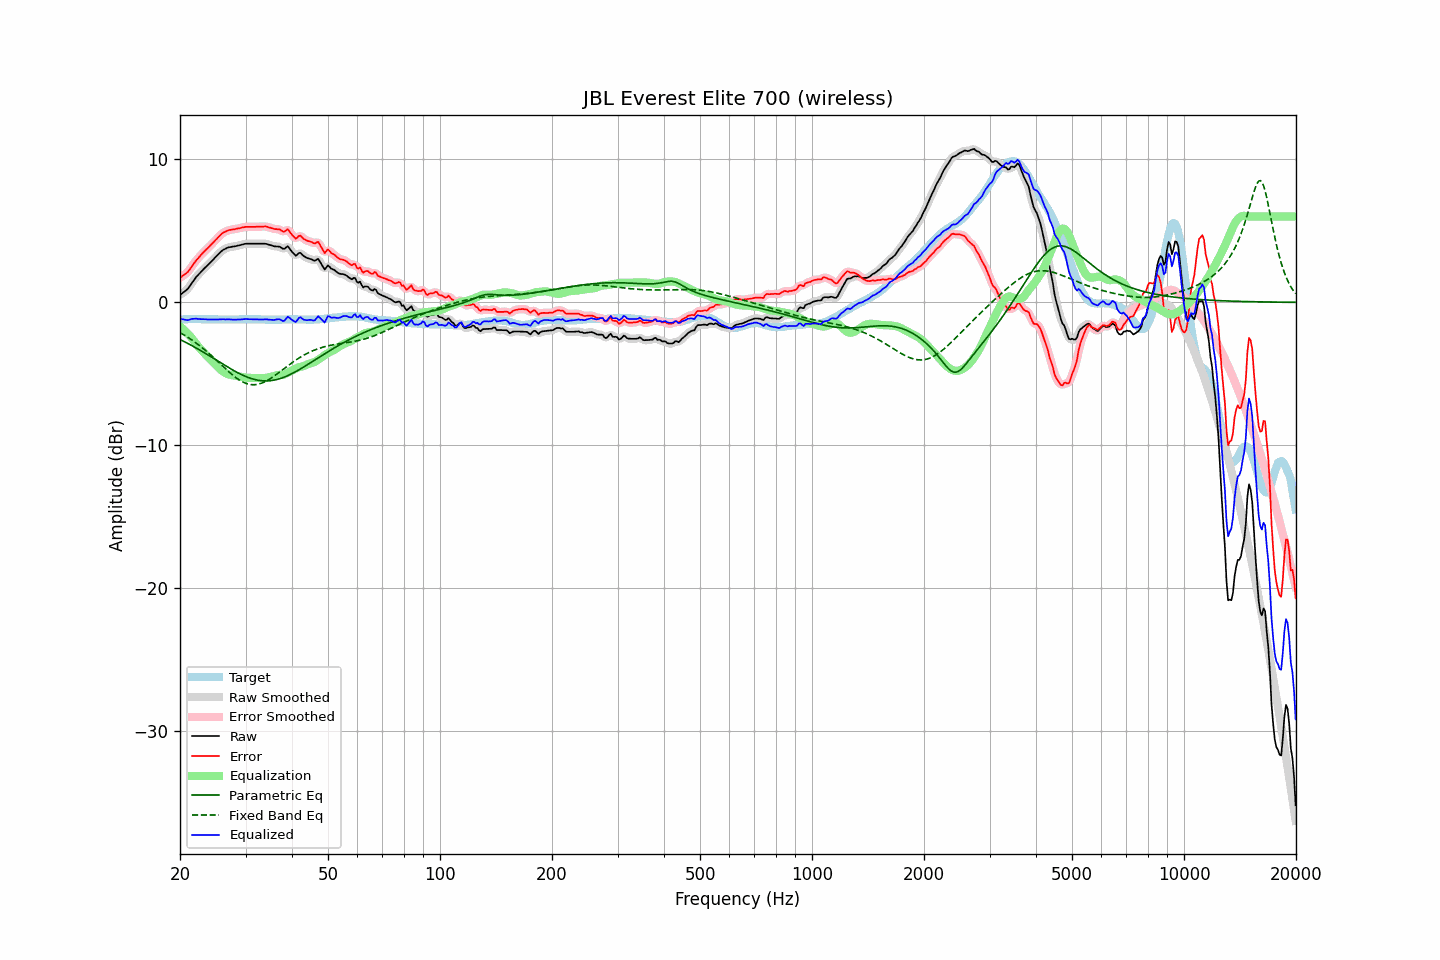 JBL Everest Elite 700 (wireless)
10
0
−10
−20
−30
Amplitude (dBr)
Target
Raw Smoothed
Error Smoothed
Raw
Error
Equalization
Parametric Eq
Fixed Band Eq
Equalized
20 50 100 200 500 1000 2000 5000 10000 20000
Frequency (Hz)